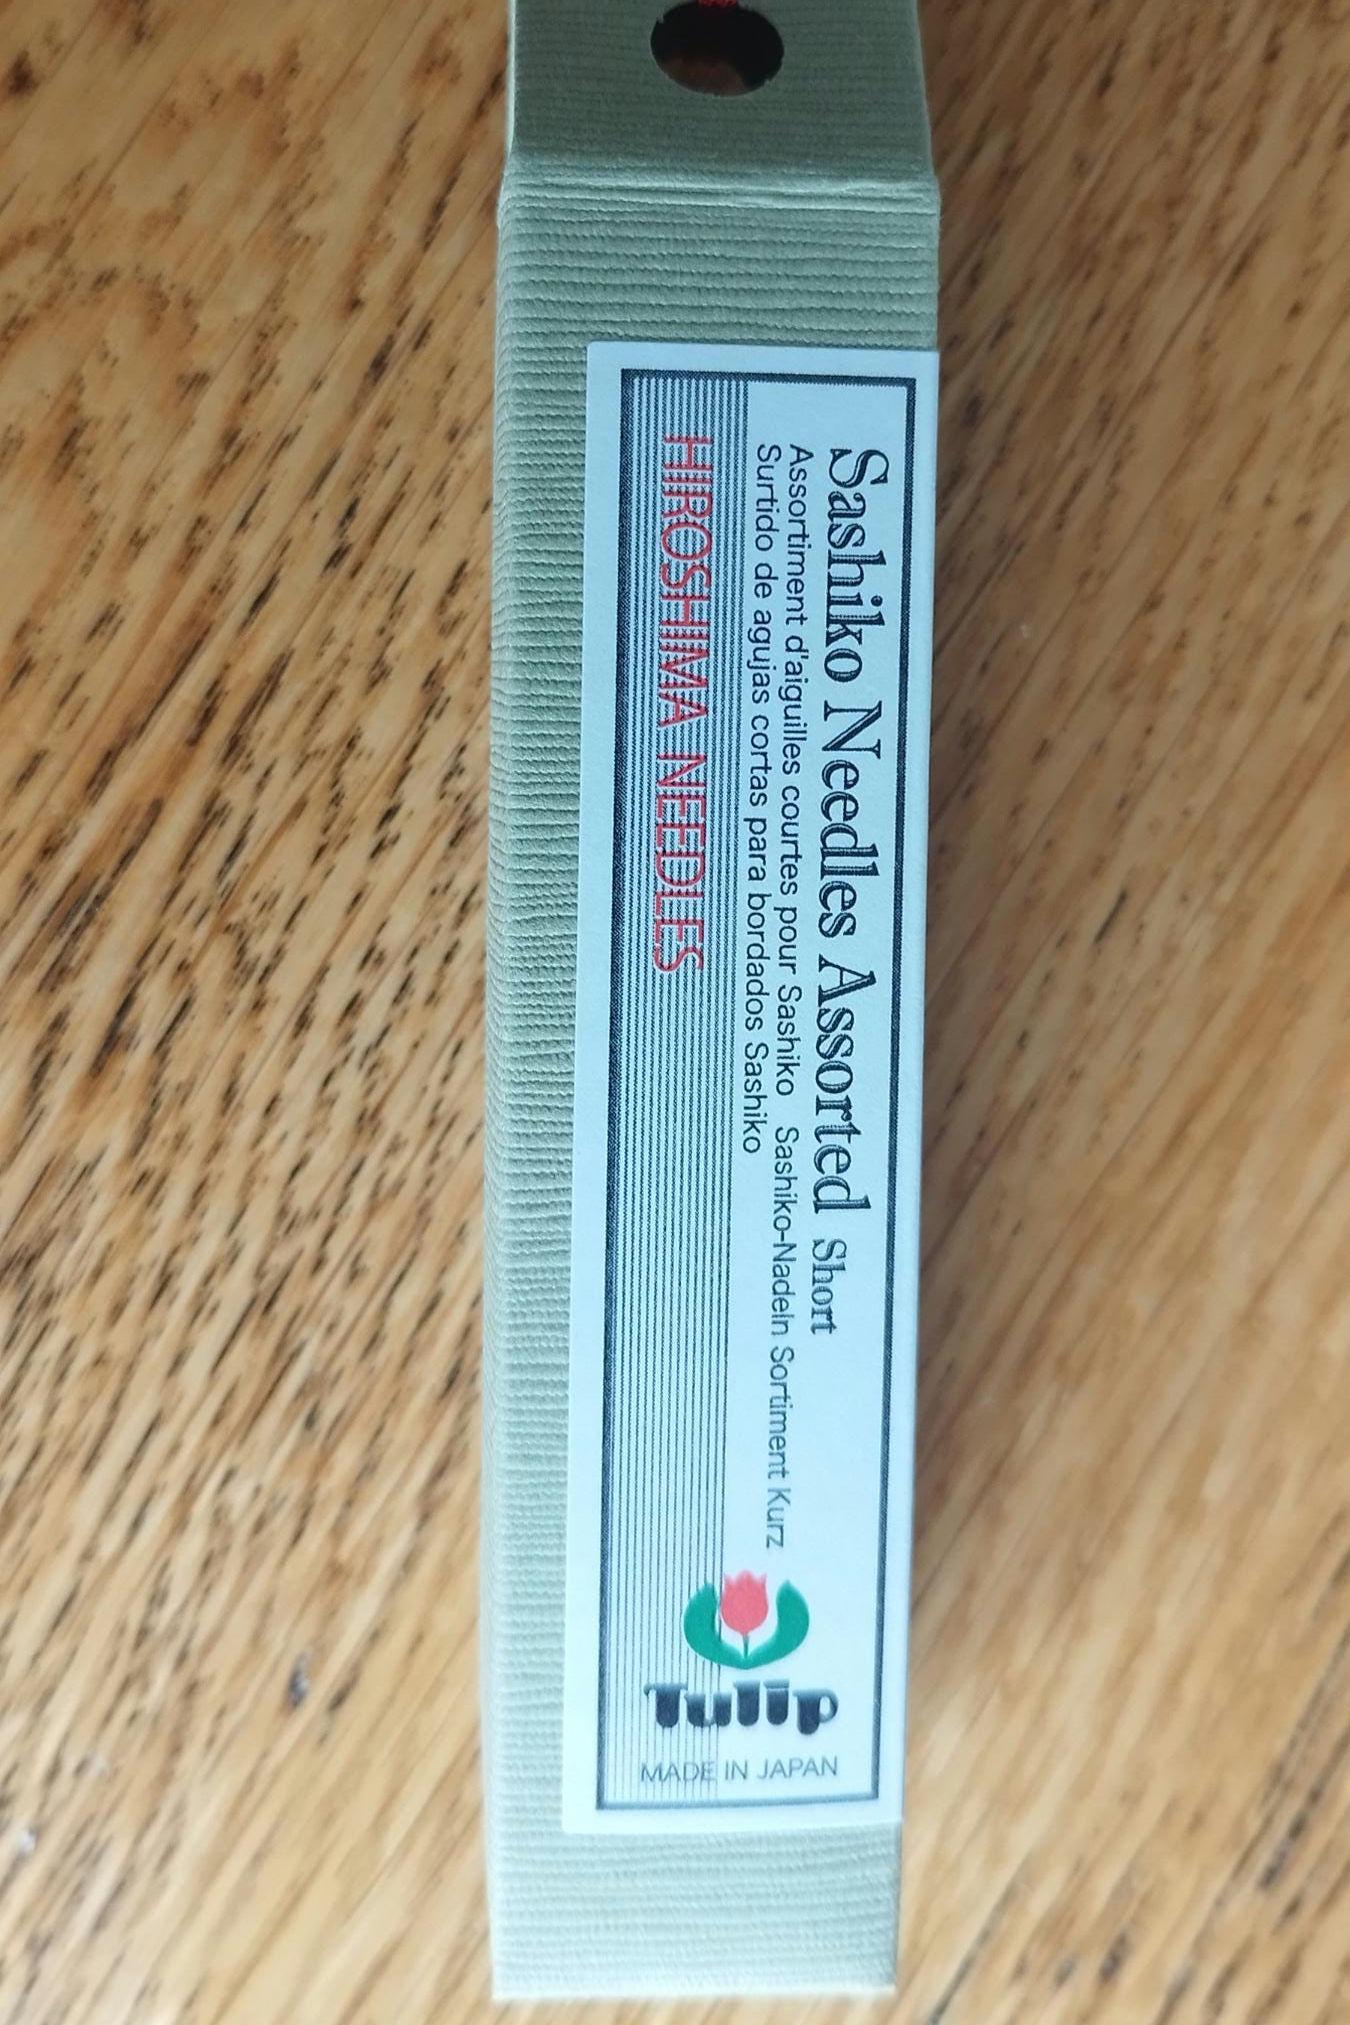 Sashiko Needles Assorted Short
Assortiment d'aiguilles courtes pour Sashiko Sashiko-Nadeln Sortiment Kurz
Surtido de agujas cortas para bordados Sashiko
HIROSHIMA NEEDLES
Tulip
MADE IN JAPAN